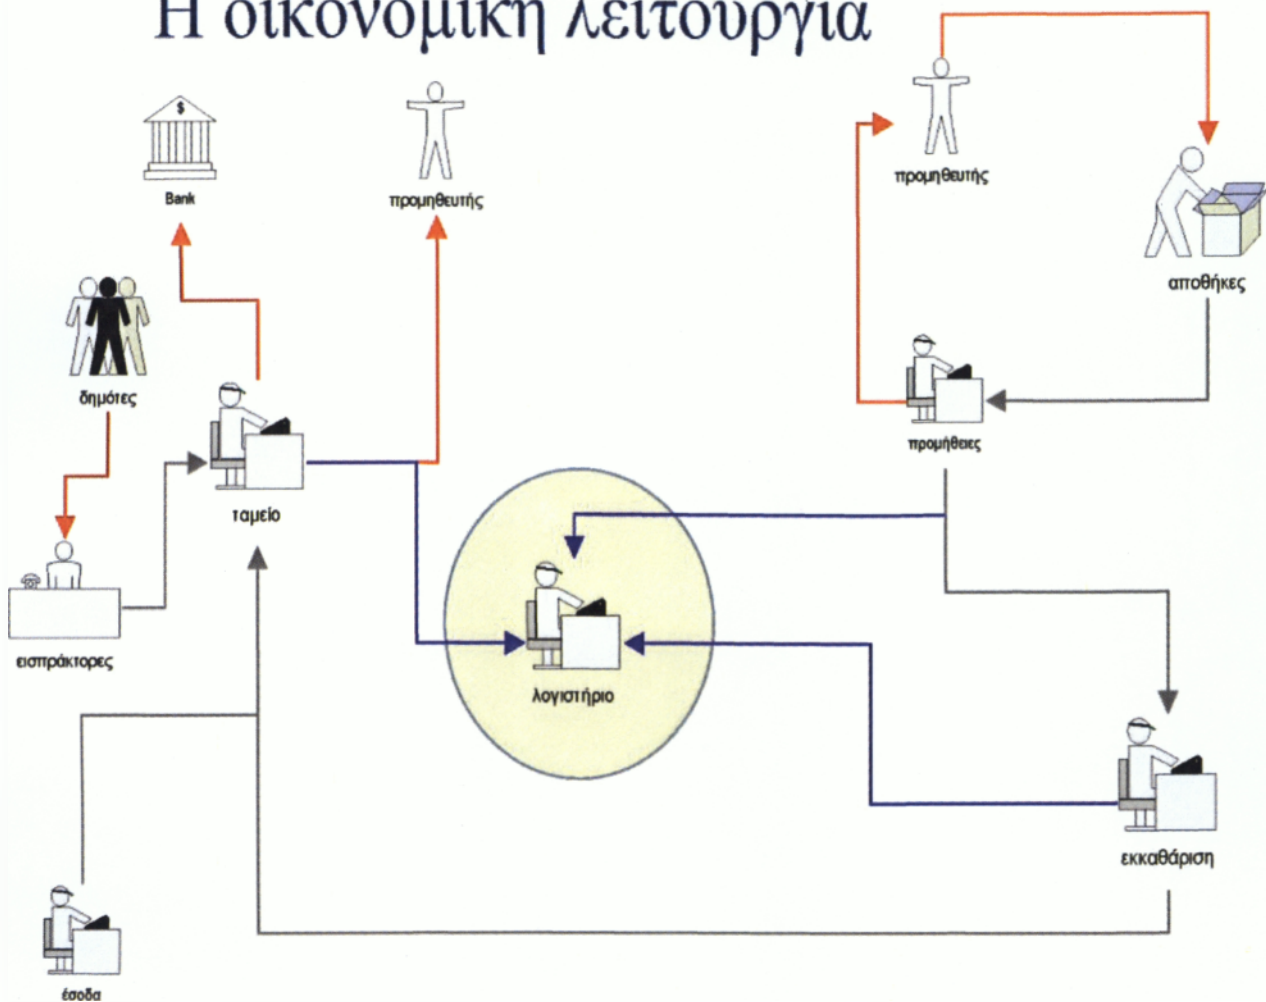 Η οικονομική λειτουργία
$
Bank
προμηθευτής
προμηθευτής
αποθήκες
δημότες
προμήθειες
ταμείο
εισπράκτορες
λογιστήριο
εκκαθάριση
έσοδα